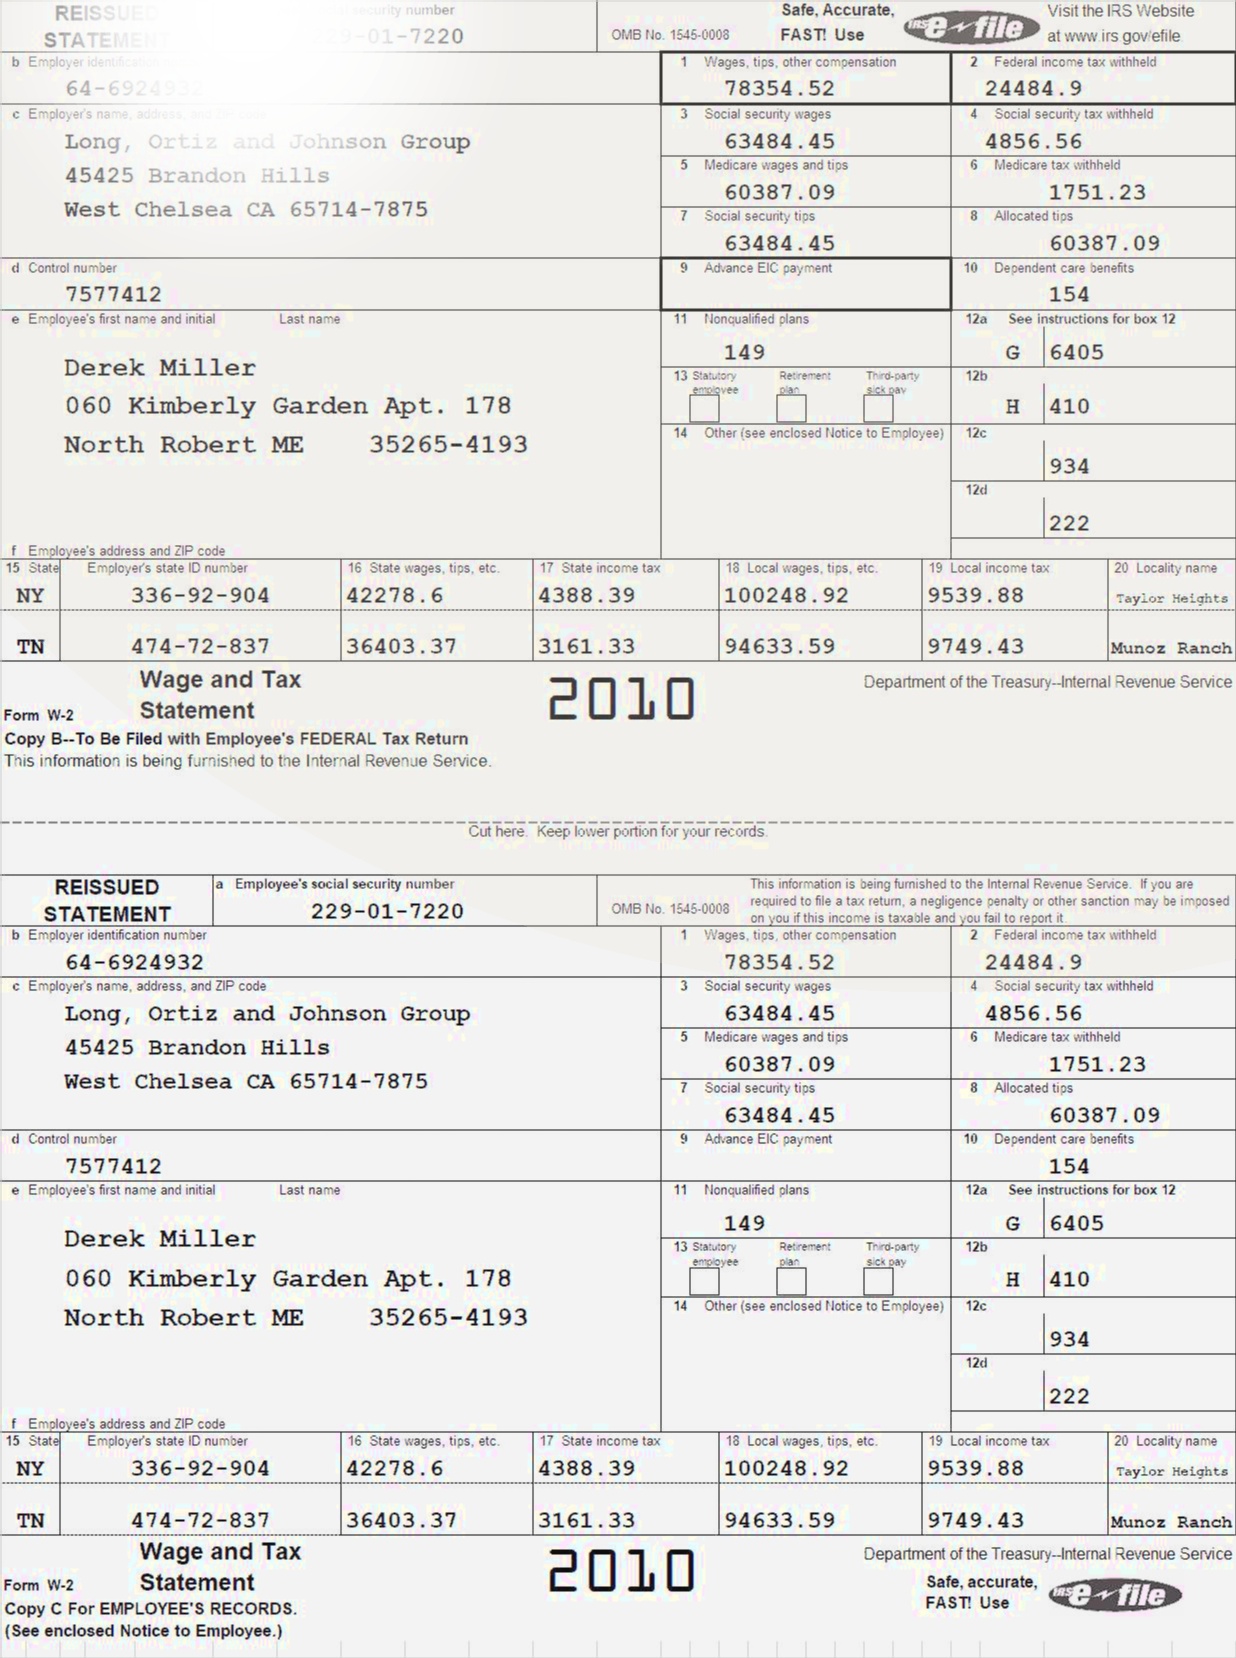 REISSUED
STATEMENT
social security number
229-01-7220
OMB No. 1545-0008
Safe, Accurate,
FAST! Use
IRS e-file
Visit the IRS Website
at www.irs gov/efile
b Employer identification
64-6924932
1 Wages, tips, other compensation
78354.52
2 Federal income tax withheld
24484.9
c Employer's name, address, and ZIP code
Long, Ortiz and Johnson Group
45425 Brandon Hills
West Chelsea CA 65714-7875
3 Social security wages
63484.45
4 Social security tax withheld
4856.56
5 Medicare wages and tips
60387.09
6 Medicare tax withheld
1751.23
7 Social security tips
63484.45
8 Allocated tips
60387.09
d Control number
7577412
9 Advance EIC payment
10 Dependent care benefits
154
e Employee's first name and initial Last name
Derek Miller
060 Kimberly Garden Apt. 178
North Robert ME 35265-4193
11 Nonqualified plans
149
12a See instructions for box 12
G 6405
13 Statutory employee Retirement plan Third-party sick pay
12b
H 410
14 Other (see enclosed Notice to Employee)
12c
934
12d
222
f Employee's address and ZIP code
15 State Employer's state ID number 16 State wages, tips, etc. 17 State income tax 18 Local wages, tips, etc. 19 Local income tax 20 Locality name
NY 336-92-904 42278.6 4388.39 100248.92 9539.88 Taylor Heights
TN 474-72-837 36403.37 3161.33 94633.59 9749.43 Munoz Ranch
Form W-2 Wage and Tax
Statement
2010
Department of the Treasury--Internal Revenue Service
Copy B--To Be Filed with Employee's FEDERAL Tax Return
This information is being furnished to the Internal Revenue Service.
Cut here. Keep lower portion for your records.
REISSUED
STATEMENT
a Employee's social security number
229-01-7220
OMB No. 1545-0008
This information is being furnished to the Internal Revenue Service. If you are
required to file a tax return, a negligence penalty or other sanction may be imposed
on you if this income is taxable and you fail to report it.
b Employer identification number
64-6924932
1 Wages, tips, other compensation
78354.52
2 Federal income tax withheld
24484.9
c Employer's name, address, and ZIP code
Long, Ortiz and Johnson Group
45425 Brandon Hills
West Chelsea CA 65714-7875
3 Social security wages
63484.45
4 Social security tax withheld
4856.56
5 Medicare wages and tips
60387.09
6 Medicare tax withheld
1751.23
7 Social security tips
63484.45
8 Allocated tips
60387.09
d Control number
7577412
9 Advance EIC payment
10 Dependent care benefits
154
e Employee's first name and initial Last name
Derek Miller
060 Kimberly Garden Apt. 178
North Robert ME 35265-4193
11 Nonqualified plans
149
12a See instructions for box 12
G 6405
13 Statutory employee Retirement plan Third-party sick pay
12b
H 410
14 Other (see enclosed Notice to Employee)
12c
934
12d
222
f Employee's address and ZIP code
15 State Employer's state ID number 16 State wages, tips, etc. 17 State income tax 18 Local wages, tips, etc. 19 Local income tax 20 Locality name
NY 336-92-904 42278.6 4388.39 100248.92 9539.88 Taylor Heights
TN 474-72-837 36403.37 3161.33 94633.59 9749.43 Munoz Ranch
Form W-2 Wage and Tax
Statement
2010
Department of the Treasury--Internal Revenue Service
Safe, accurate,
FAST! Use
IRS e-file
Copy C For EMPLOYEE'S RECORDS.
(See enclosed Notice to Employee.)